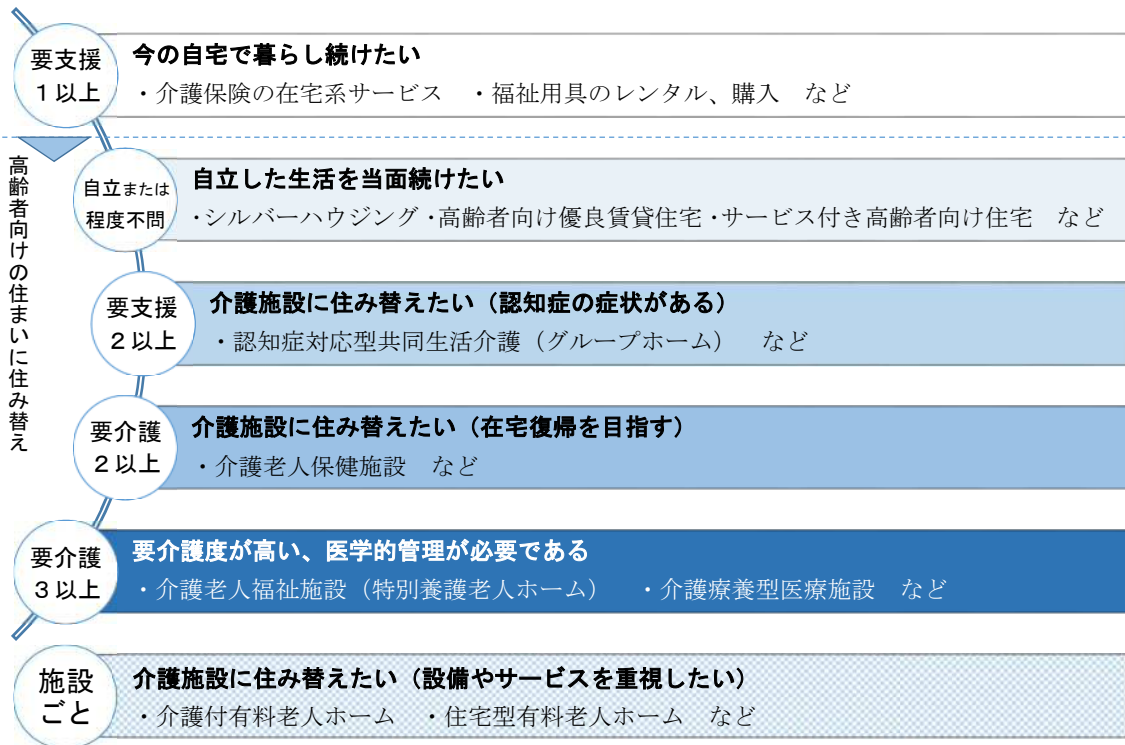 要支援
１以上
今の自宅で暮らし続けたい
・介護保険の在宅系サービス　・福祉用具のレンタル、購入　など
高齢者向けの住まいに住み替え
自立または
程度不問
自立した生活を当面続けたい
・シルバーハウジング・高齢者向け優良賃貸住宅・サービス付き高齢者向け住宅　など
要支援
２以上
介護施設に住み替えたい（認知症の症状がある）
・認知症対応型共同生活介護（グループホーム）　など
要介護
２以上
介護施設に住み替えたい（在宅復帰を目指す）
・介護老人保健施設　など
要介護
３以上
要介護度が高い、医学的管理が必要である
・介護老人福祉施設（特別養護老人ホーム）　・介護療養型医療施設　など
施設
ごと
介護施設に住み替えたい（設備やサービスを重視したい）
・介護付有料老人ホーム　・住宅型有料老人ホーム　など